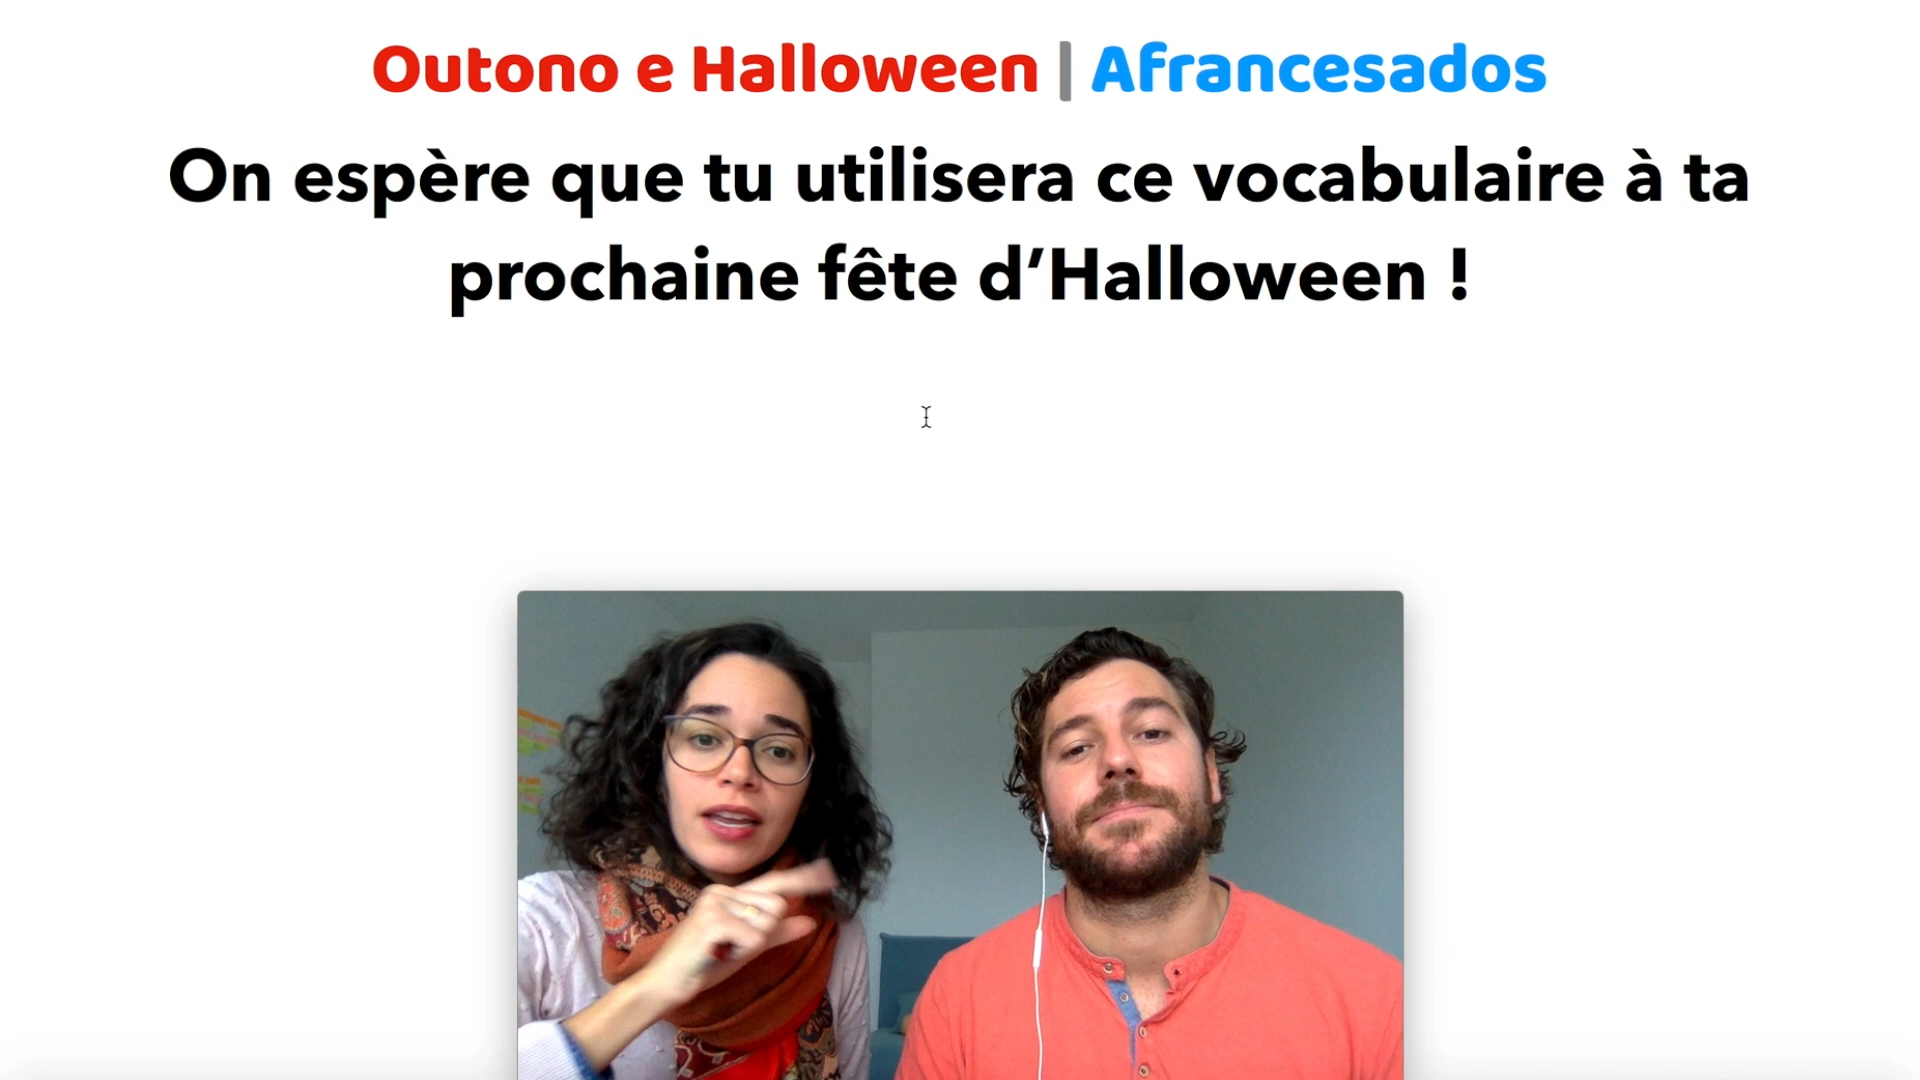 Outono e Halloween | Afrancesados
On espère que tu utilisera ce vocabulaire à ta
prochaine fête d’Halloween !